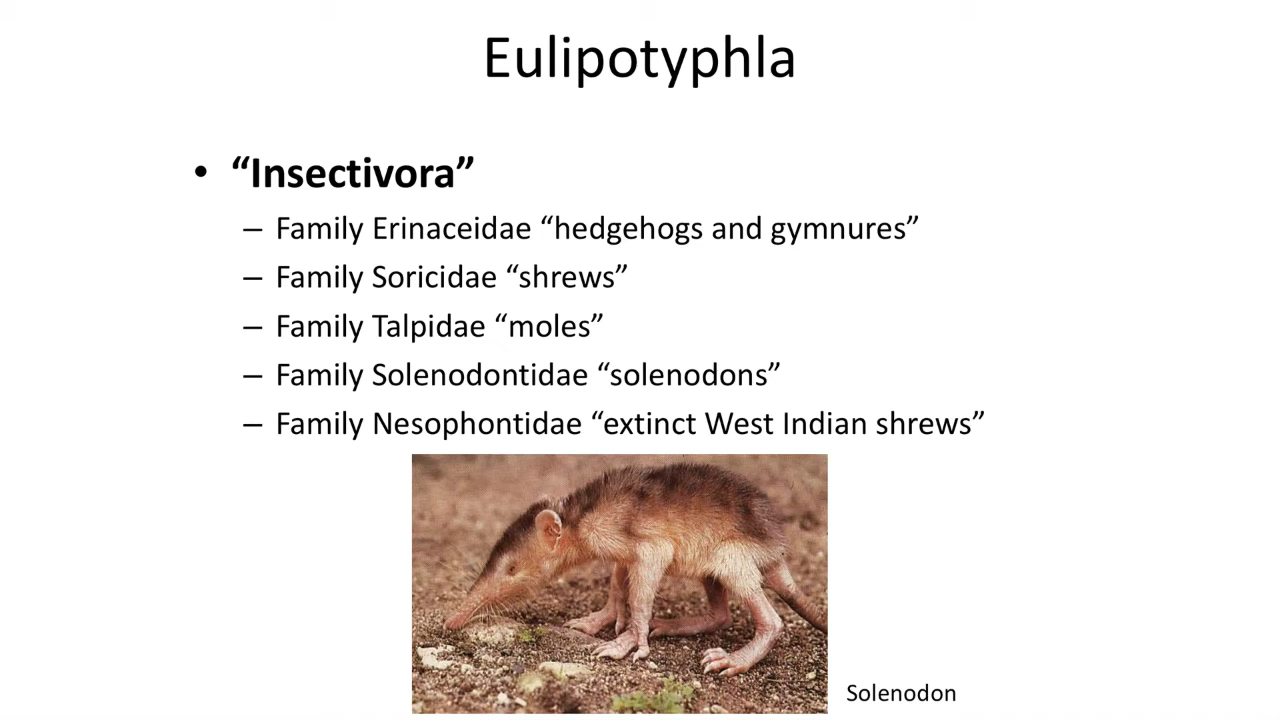 Eulipotyphla
• “Insectivora”
– Family Erinaceidae “hedgehogs and gymnures”
– Family Soricidae “shrews”
– Family Talpidae “moles”
– Family Solenodontidae “solenodons”
– Family Nesophontidae “extinct West Indian shrews”
Solenodon